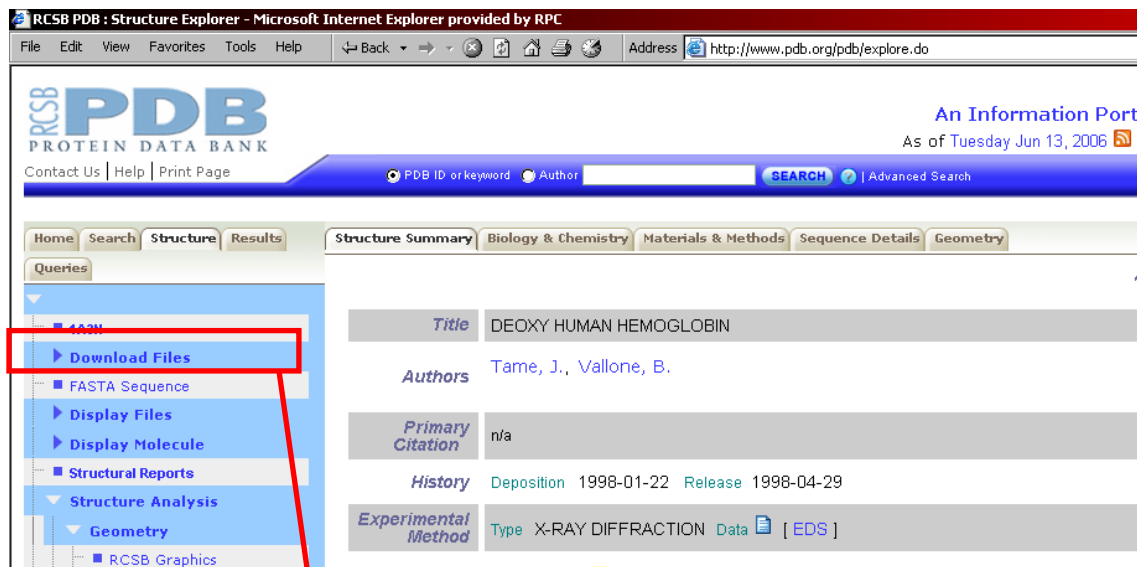 RCSB PDB : Structure Explorer - Microsoft Internet Explorer provided by RPC
File Edit View Favorites Tools Help Back Address http://www.pdb.org/pdb/explore.do
RCSB PDB
PROTEIN DATA BANK
An Information Port
As of Tuesday Jun 13, 2006
Contact Us | Help | Print Page
PDB ID or keyword Author SEARCH ? | Advanced Search
Home Search Structure Results
Queries
Structure Summary Biology & Chemistry Materials & Methods Sequence Details Geometry
Download Files
FASTA Sequence
Display Files
Display Molecule
Structural Reports
Structure Analysis
Geometry
RCSB Graphics
Title DEOXY HUMAN HEMOGLOBIN
Authors Tame, J., Vallone, B.
Primary Citation n/a
History Deposition 1998-01-22 Release 1998-04-29
Experimental Method Type X-RAY DIFFRACTION Data [ EDS ]